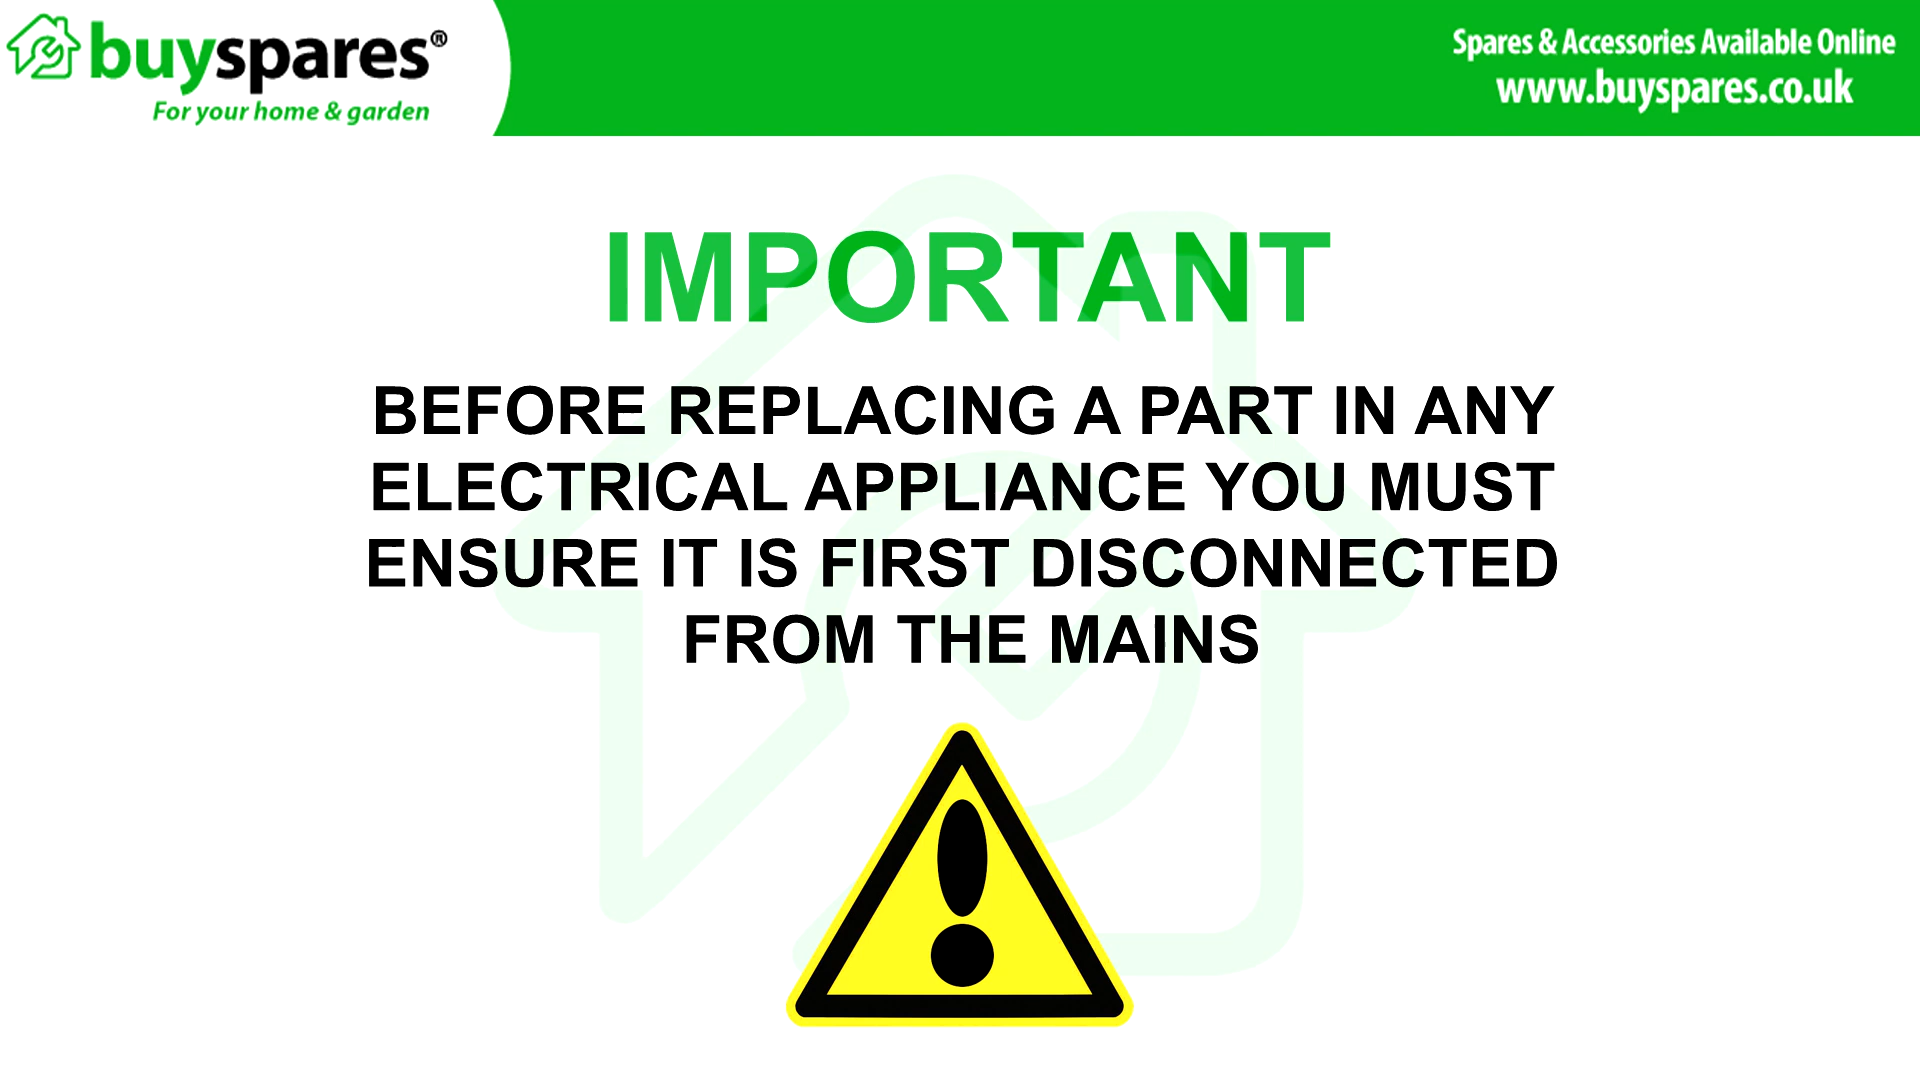 buyspares®
For your home & garden
Spares & Accessories Available Online
www.buyspares.co.uk
IMPORTANT
BEFORE REPLACING A PART IN ANY
ELECTRICAL APPLIANCE YOU MUST
ENSURE IT IS FIRST DISCONNECTED
FROM THE MAINS